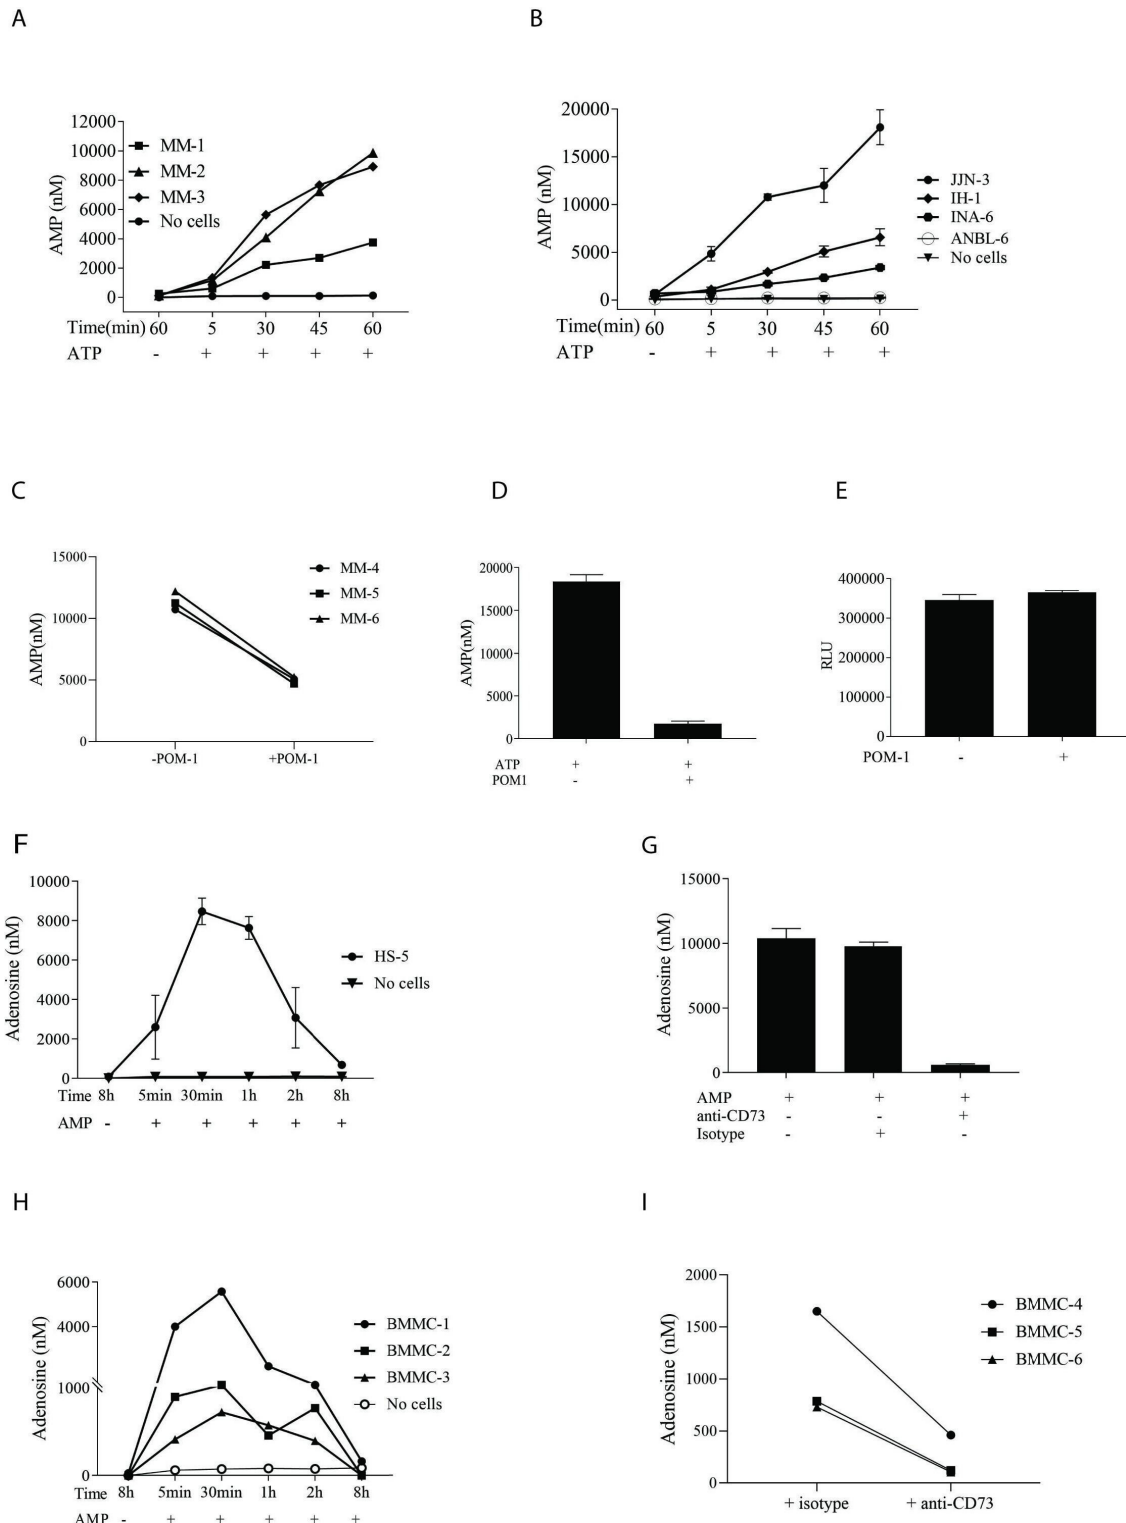 A
B
12000
10000
8000
6000
4000
2000
0
AMP (nM)
MM-1
MM-2
MM-3
No cells
Time(min) 60 5 30 45 60
ATP - + + + +
20000
15000
10000
5000
0
AMP (nM)
JJN-3
IH-1
INA-6
ANBL-6
No cells
Time(min) 60 5 30 45 60
ATP - + + + +
C
D
E
15000
10000
5000
0
AMP(nM)
MM-4
MM-5
MM-6
-POM-1 +POM-1
20000
15000
10000
5000
0
AMP(nM)
ATP + +
POM1 - +
400000
300000
200000
100000
0
RLU
POM-1 - +
F
G
10000
8000
6000
4000
2000
0
Adenosine (nM)
HS-5
No cells
Time 8h 5min 30min 1h 2h 8h
AMP - + + + + +
15000
10000
5000
0
Adenosine (nM)
AMP + + +
anti-CD73 - - +
Isotype - + -
H
I
6000
4000
1000
0
Adenosine (nM)
BMMC-1
BMMC-2
BMMC-3
No cells
Time 8h 5min 30min 1h 2h 8h
AMP - + + + + +
2000
1500
1000
500
0
Adenosine (nM)
BMMC-4
BMMC-5
BMMC-6
+ isotype + anti-CD73